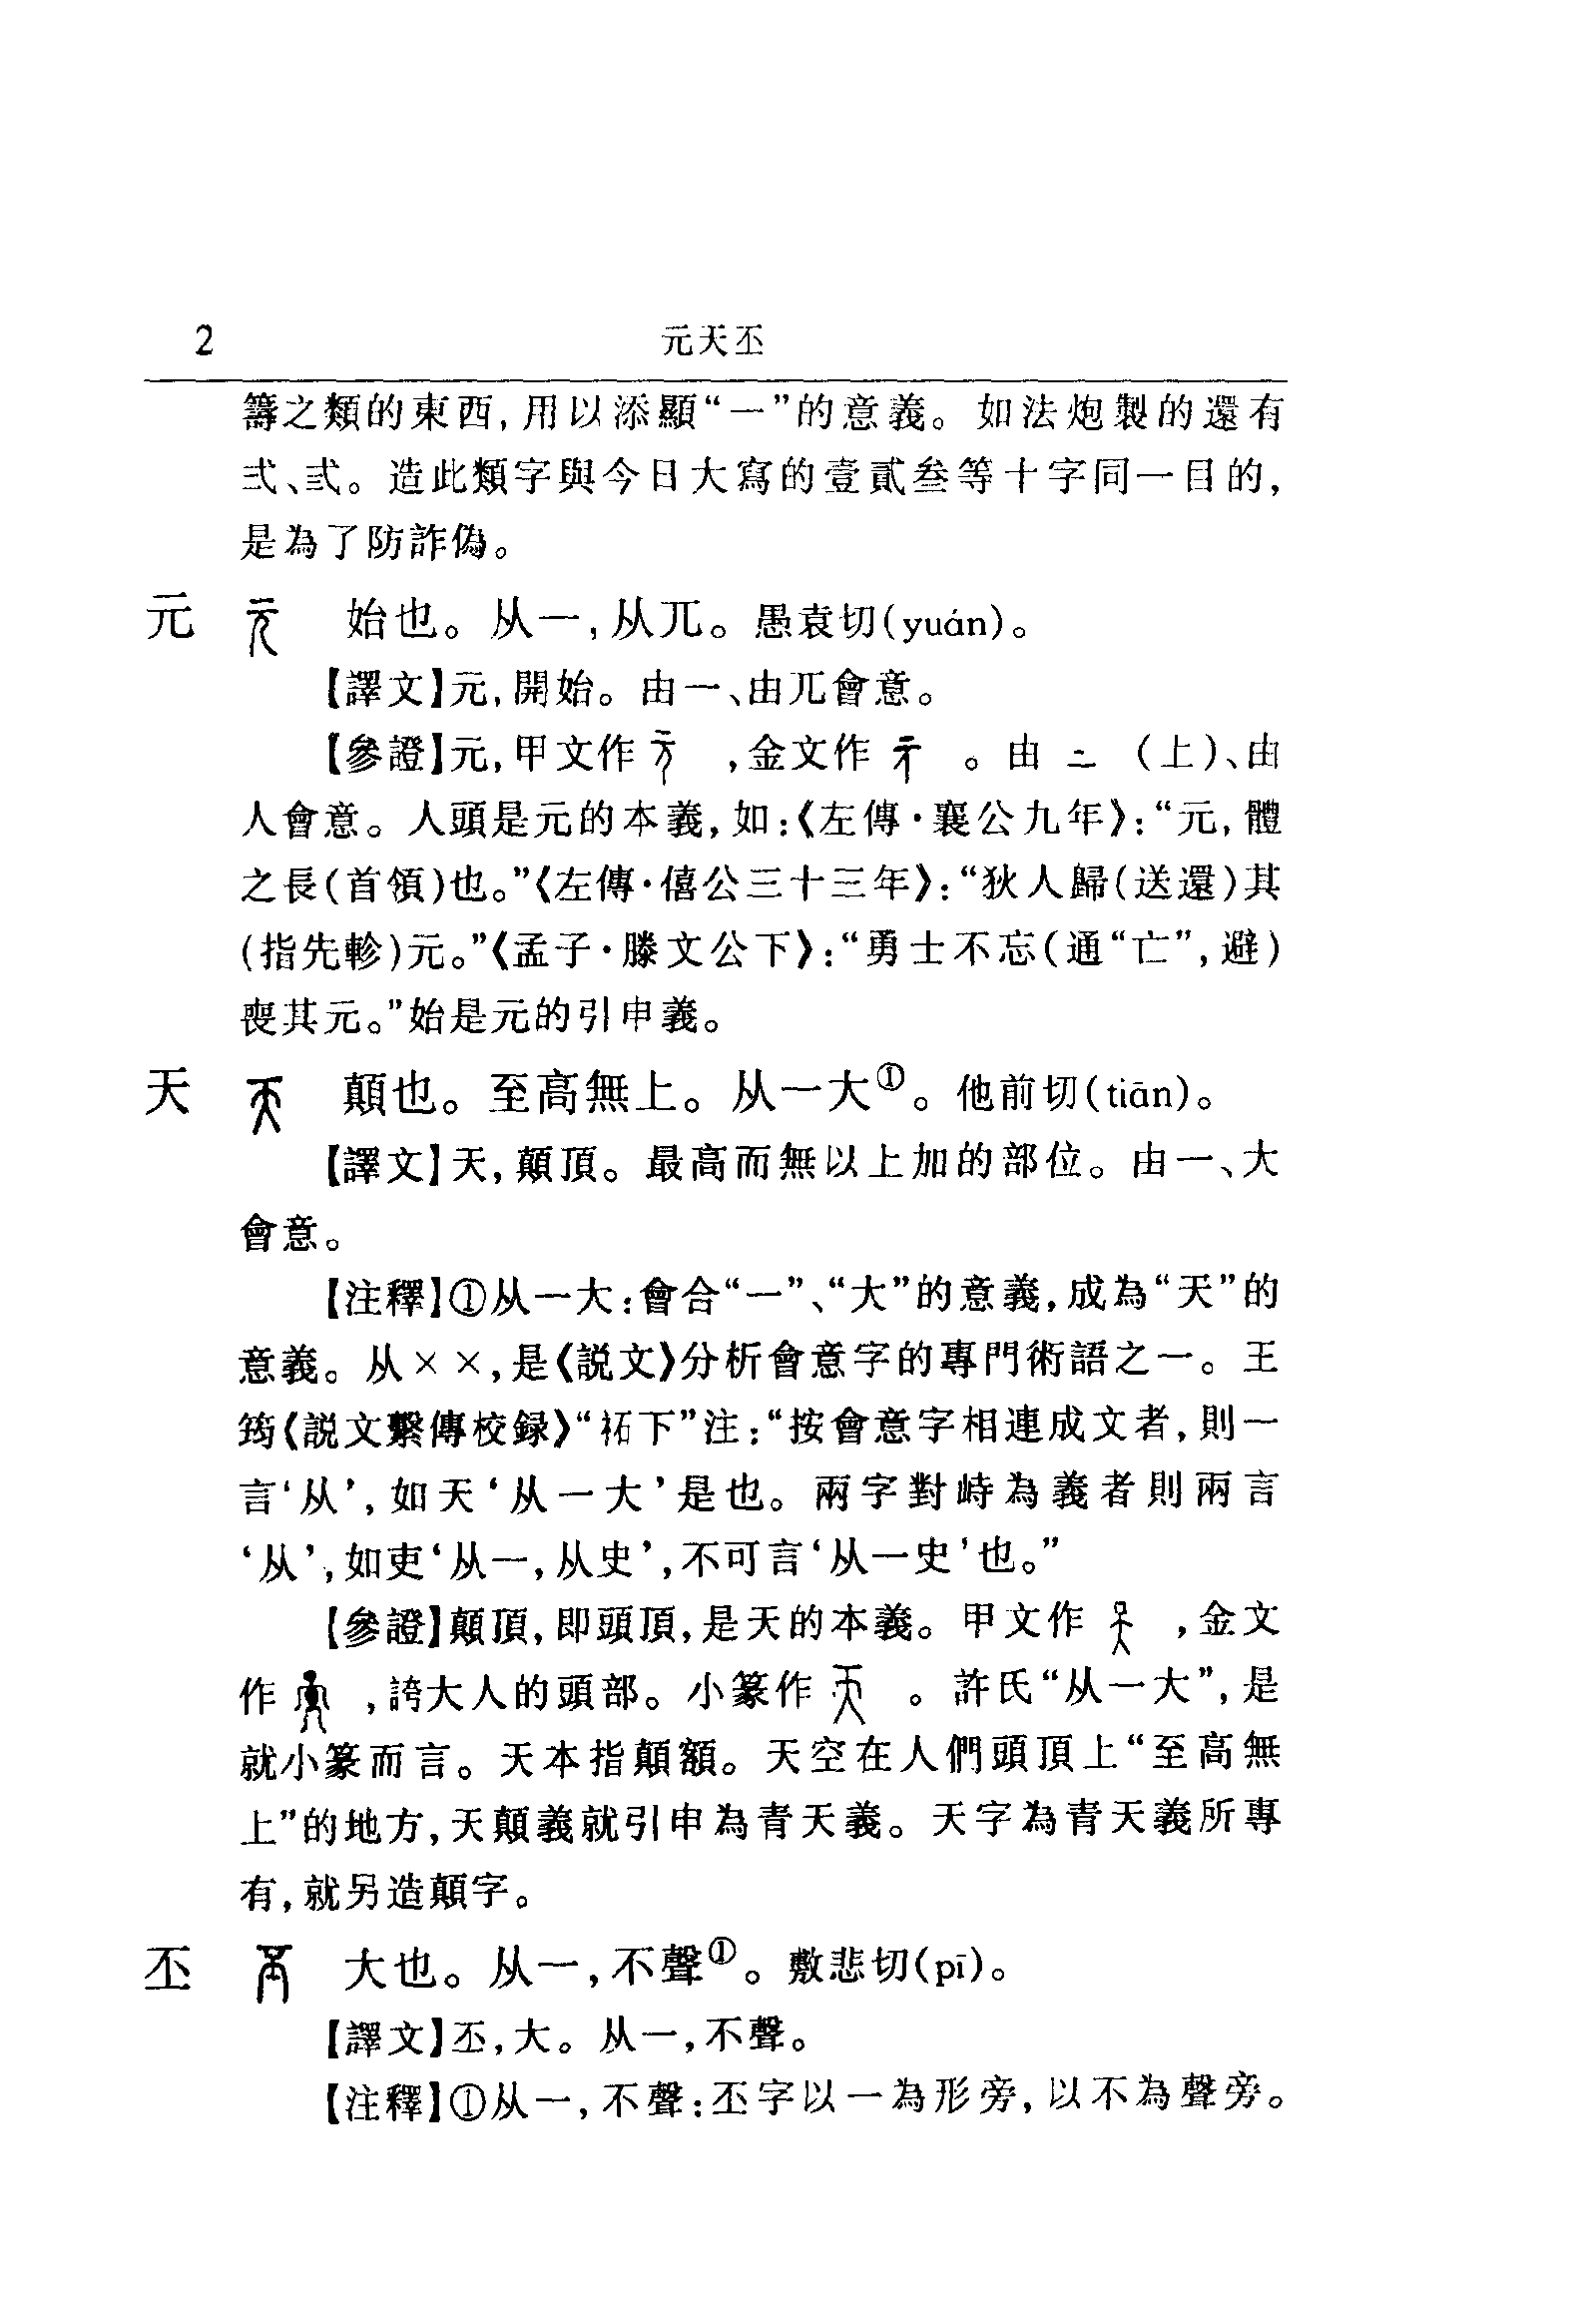 2
元天丕
籌之類的東西,用以添顯“一”的意義。如法炮製的還有
弍、弎。造此類字與今日大寫的壹貳叁等十字同一目的,
是為了防詐偽。
元 始也。从一,从兀。愚袁切(yuán)。
【譯文】元,開始。由一、由兀會意。
【參證】元,甲文作 ,金文作 。由 二 (上)、由
人會意。人頭是元的本義,如:《左傳·襄公九年》:“元,體
之長(首領)也。”《左傳·僖公三十三年》:“狄人歸(送還)其
(指先軫)元。”《孟子·滕文公下》:“勇士不忘(通“亡”,避)
喪其元。”始是元的引申義。
天 顛也。至高無上。从一大①。他前切(tiān)。
【譯文】天,顛頂。最高而無以上加的部位。由一、大
會意。
【注釋】①从一大:會合“一”、“大”的意義,成為“天”的
意義。从××,是《説文》分析會意字的專門術語之一。王
筠《説文繫傳校録》“祏下”注:“按會意字相連成文者,則一
言‘从’,如天‘从一大’是也。兩字對峙為義者則兩言
‘从’,如吏‘从一,从史’,不可言‘从一史’也。”
【參證】顛頂,即頭頂,是天的本義。甲文作 ,金文
作 ,誇大人的頭部。小篆作 。許氏“从一大”,是
就小篆而言。天本指顛額。天空在人們頭頂上“至高無
上”的地方,天顛義就引申為青天義。天字為青天義所專
有,就另造顛字。
丕 大也。从一,不聲①。敷悲切(pī)。
【譯文】丕,大。从一,不聲。
【注釋】①从一,不聲:丕字以一為形旁,以不為聲旁。